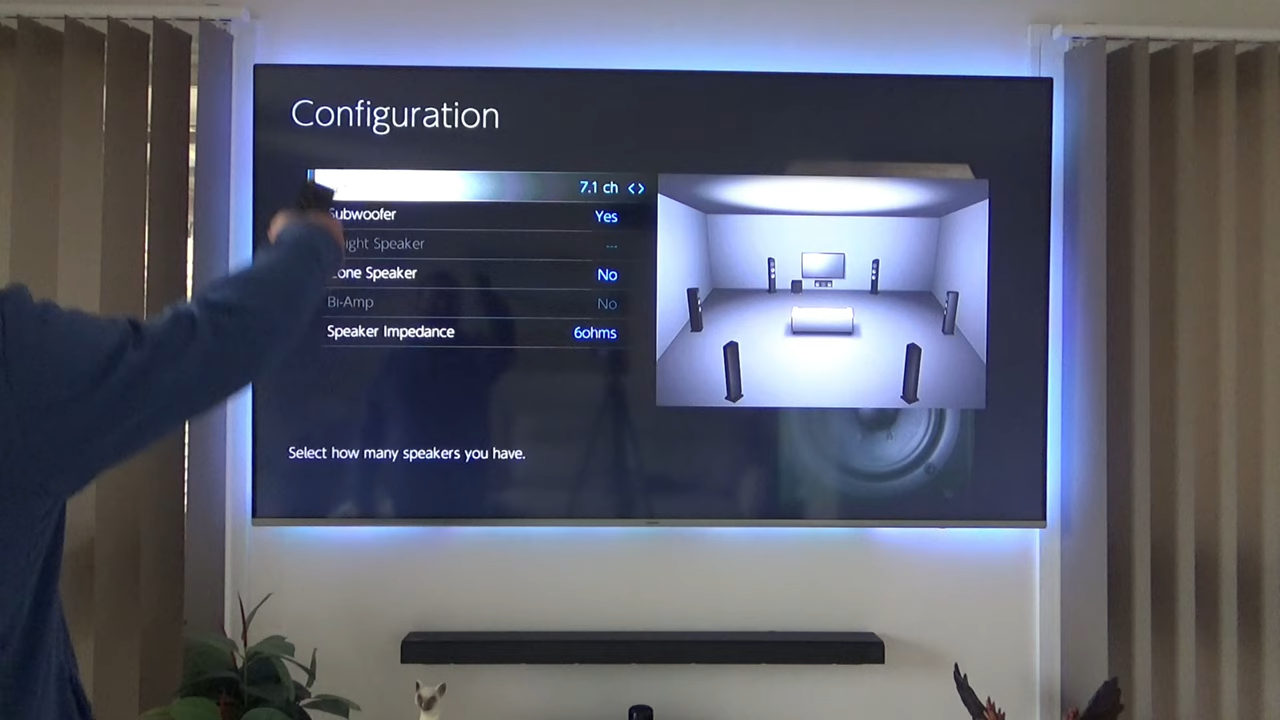 Configuration
7.1 ch
Subwoofer Yes
Speaker ---
Speaker No
Bi-Amp No
Speaker Impedance 6ohms
Select how many speakers you have.